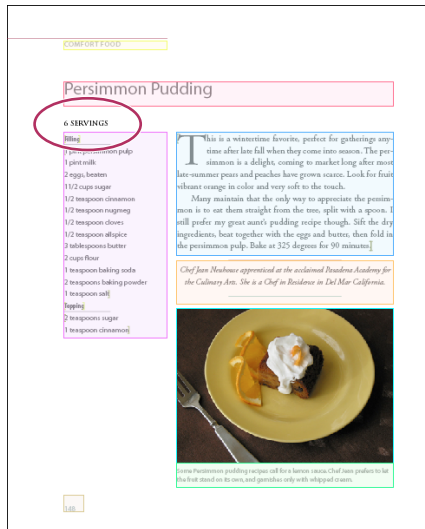 COMFORT FOOD
Persimmon Pudding
6 SERVINGS
Filling
1 pint persimmon pulp
1 pint milk
2 eggs, beaten
1 1/2 cups sugar
1/2 teaspoon cinnamon
1/2 teaspoon nugmeg
1/2 teaspoon cloves
1/2 teaspoon allspice
3 tablespoons butter
2 cups flour
1 teaspoon baking soda
2 teaspoons baking powder
1 teaspoon salt
Topping
2 teaspoons sugar
1 teaspoon cinnamon
This is a wintertime favorite, perfect for gatherings any-
time after late fall when they come into season. The per-
simmon is a delight, coming to market long after most
late-summer pears and peaches have grown scarce. Look for fruit
vibrant orange in color and very soft to the touch.
Many maintain that the only way to appreciate the persim-
mon is to eat them straight from the tree, split with a spoon. I
still prefer my great aunt's pudding recipe though. Sift the dry
ingredients, beat together with the eggs and butter, then fold in
the persimmon pulp. Bake at 325 degrees for 90 minutes.
Chef Jean Neuhouse apprenticed at the acclaimed Pasadena Academy for
the Culinary Arts. She is a Chef in Residence in Del Mar California.
Some Persimmon pudding recipes call for a lemon sauce. Chef Jean prefers to let
the fruit stand on its own, and garnishes only with whipped cream.
148